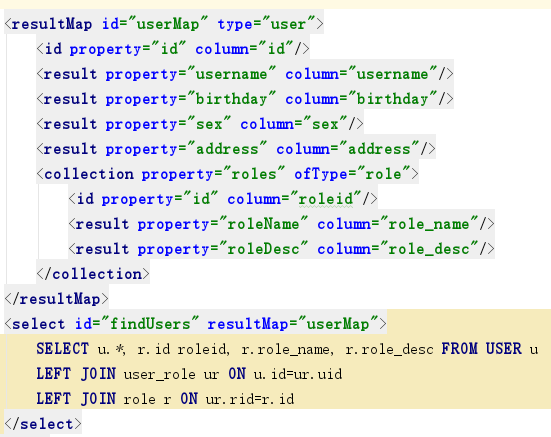 <resultMap id="userMap" type="user">
<id property="id" column="id"/>
<result property="username" column="username"/>
<result property="birthday" column="birthday"/>
<result property="sex" column="sex"/>
<result property="address" column="address"/>
<collection property="roles" ofType="role">
<id property="id" column="roleid"/>
<result property="roleName" column="role_name"/>
<result property="roleDesc" column="role_desc"/>
</collection>
</resultMap>
<select id="findUsers" resultMap="userMap">
SELECT u.*, r.id roleid, r.role_name, r.role_desc FROM USER u
LEFT JOIN user_role ur ON u.id=ur.uid
LEFT JOIN role r ON ur.rid=r.id
</select>